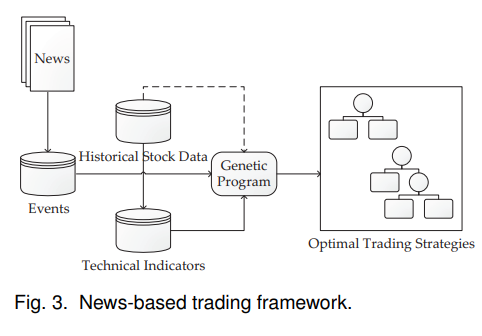 News
Historical Stock Data
Genetic
Program
Events
Optimal Trading Strategies
Technical Indicators
Fig. 3. News-based trading framework.